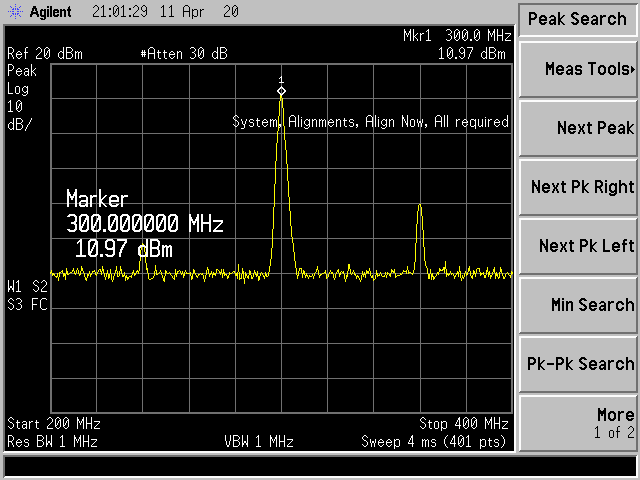 Agilent 21:01:29 11 Apr 20
Peak Search
Mkr1 300.0 MHz
Ref 20 dBm #Atten 30 dB 10.97 dBm
Peak
Log
10
dB/
1
System, Alignments, Align Now, All required
Marker
300.000000 MHz
10.97 dBm
W1 S2
S3 FC
Start 200 MHz Stop 400 MHz
Res BW 1 MHz VBW 1 MHz Sweep 4 ms (401 pts)
Meas Tools
Next Peak
Next Pk Right
Next Pk Left
Min Search
Pk-Pk Search
More
1 of 2